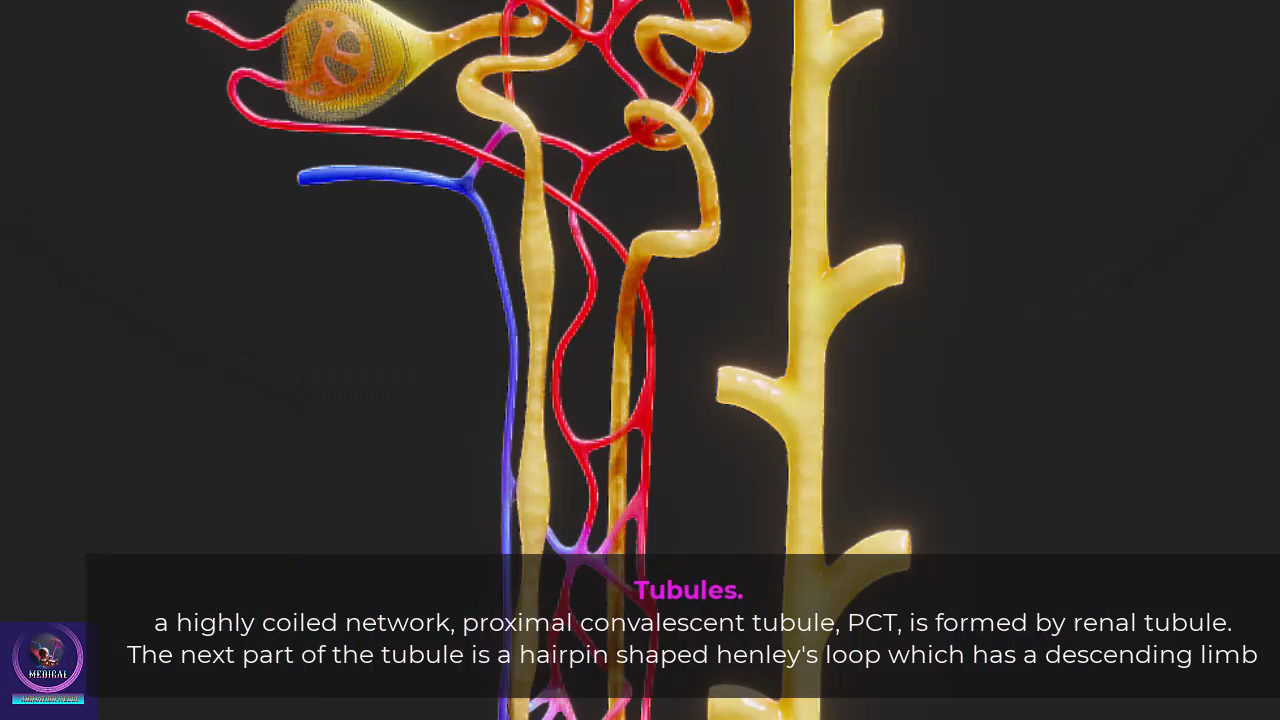 Tubules.
a highly coiled network, proximal convalescent tubule, PCT, is formed by renal tubule.
The next part of the tubule is a hairpin shaped henley's loop which has a descending limb
MEDICAL